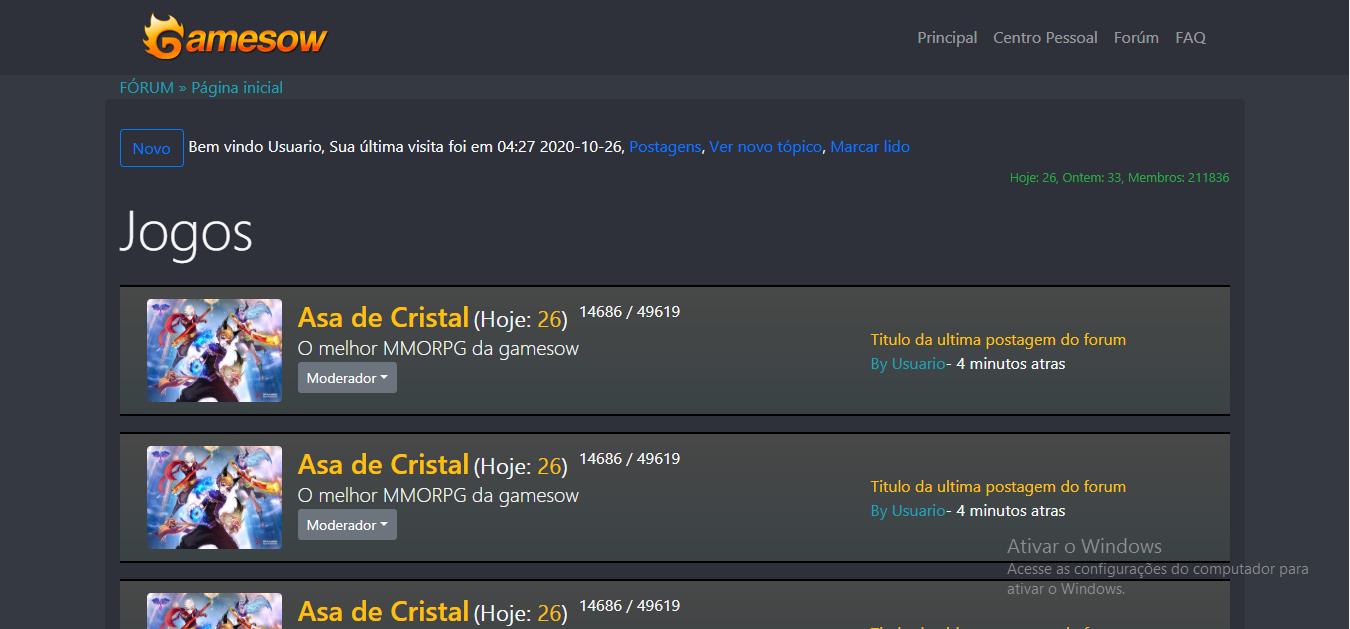 Gamesow
Principal Centro Pessoal Forúm FAQ
FÓRUM » Página inicial
Novo Bem vindo Usuario, Sua última visita foi em 04:27 2020-10-26, Postagens, Ver novo tópico, Marcar lido
Hoje: 26, Ontem: 33, Membros: 211836
Jogos
Asa de Cristal (Hoje: 26) 14686 / 49619
O melhor MMORPG da gamesow
Moderador
Titulo da ultima postagem do forum
By Usuario- 4 minutos atras
Asa de Cristal (Hoje: 26) 14686 / 49619
O melhor MMORPG da gamesow
Moderador
Titulo da ultima postagem do forum
By Usuario- 4 minutos atras
Ativar o Windows
Acesse as configurações do computador para
ativar o Windows.
Asa de Cristal (Hoje: 26) 14686 / 49619